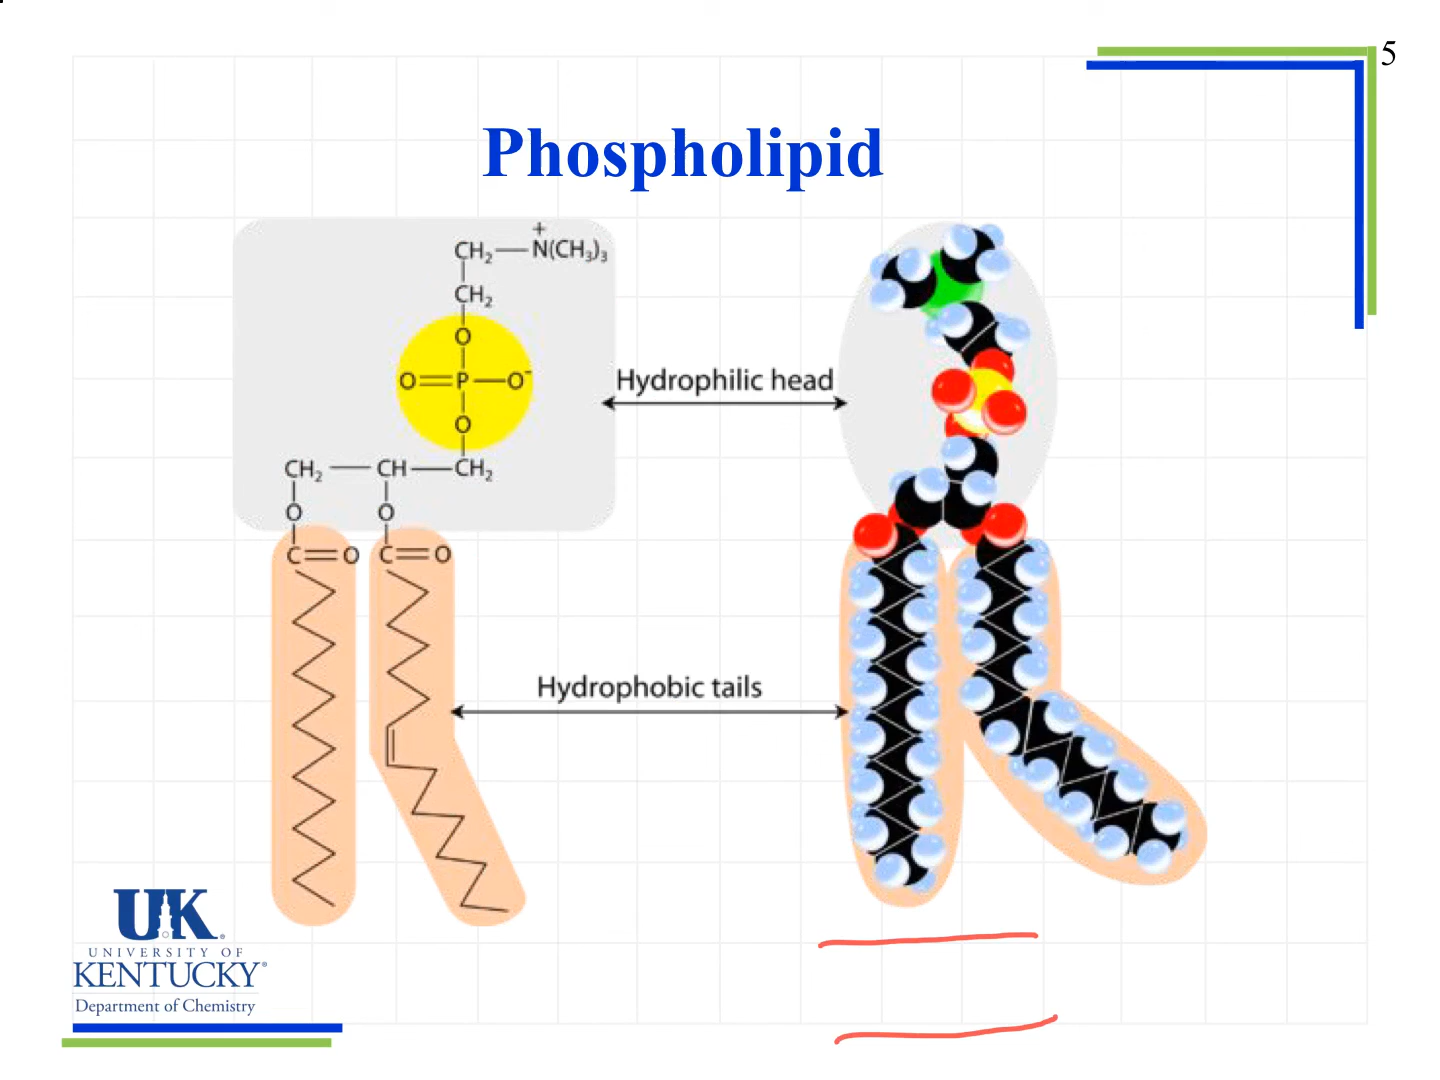 5
Phospholipid
+
CH₂—N(CH₃)₃
CH₂
O
O=P—O⁻
O
CH₂—CH—CH₂
O O
C=O C=O
Hydrophilic head
Hydrophobic tails
UK
UNIVERSITY OF
KENTUCKY®
Department of Chemistry